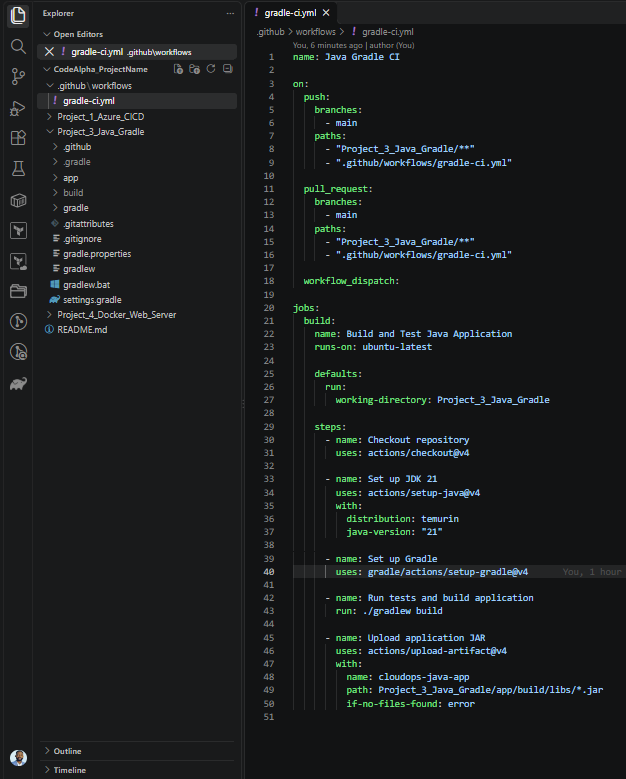 Explorer
Open Editors
gradle-ci.yml .github\workflows
CodeAlpha_ProjectName
.github\workflows
gradle-ci.yml
Project_1_Azure_CICD
Project_3_Java_Gradle
.github
.gradle
app
build
gradle
.gitattributes
.gitignore
gradle.properties
gradlew
gradlew.bat
settings.gradle
Project_4_Docker_Web_Server
README.md
Outline
Timeline
gradle-ci.yml
.github > workflows > gradle-ci.yml
You, 6 minutes ago | author (You)
1 name: Java Gradle CI
2
3 on:
4 push:
5 branches:
6 - main
7 paths:
8 - "Project_3_Java_Gradle/**"
9 - ".github/workflows/gradle-ci.yml"
10
11 pull_request:
12 branches:
13 - main
14 paths:
15 - "Project_3_Java_Gradle/**"
16 - ".github/workflows/gradle-ci.yml"
17
18 workflow_dispatch:
19
20 jobs:
21 build:
22 name: Build and Test Java Application
23 runs-on: ubuntu-latest
24
25 defaults:
26 run:
27 working-directory: Project_3_Java_Gradle
28
29 steps:
30 - name: Checkout repository
31 uses: actions/checkout@v4
32
33 - name: Set up JDK 21
34 uses: actions/setup-java@v4
35 with:
36 distribution: temurin
37 java-version: "21"
38
39 - name: Set up Gradle
40 uses: gradle/actions/setup-gradle@v4 You, 1 hour
41
42 - name: Run tests and build application
43 run: ./gradlew build
44
45 - name: Upload application JAR
46 uses: actions/upload-artifact@v4
47 with:
48 name: cloudops-java-app
49 path: Project_3_Java_Gradle/app/build/libs/*.jar
50 if-no-files-found: error
51